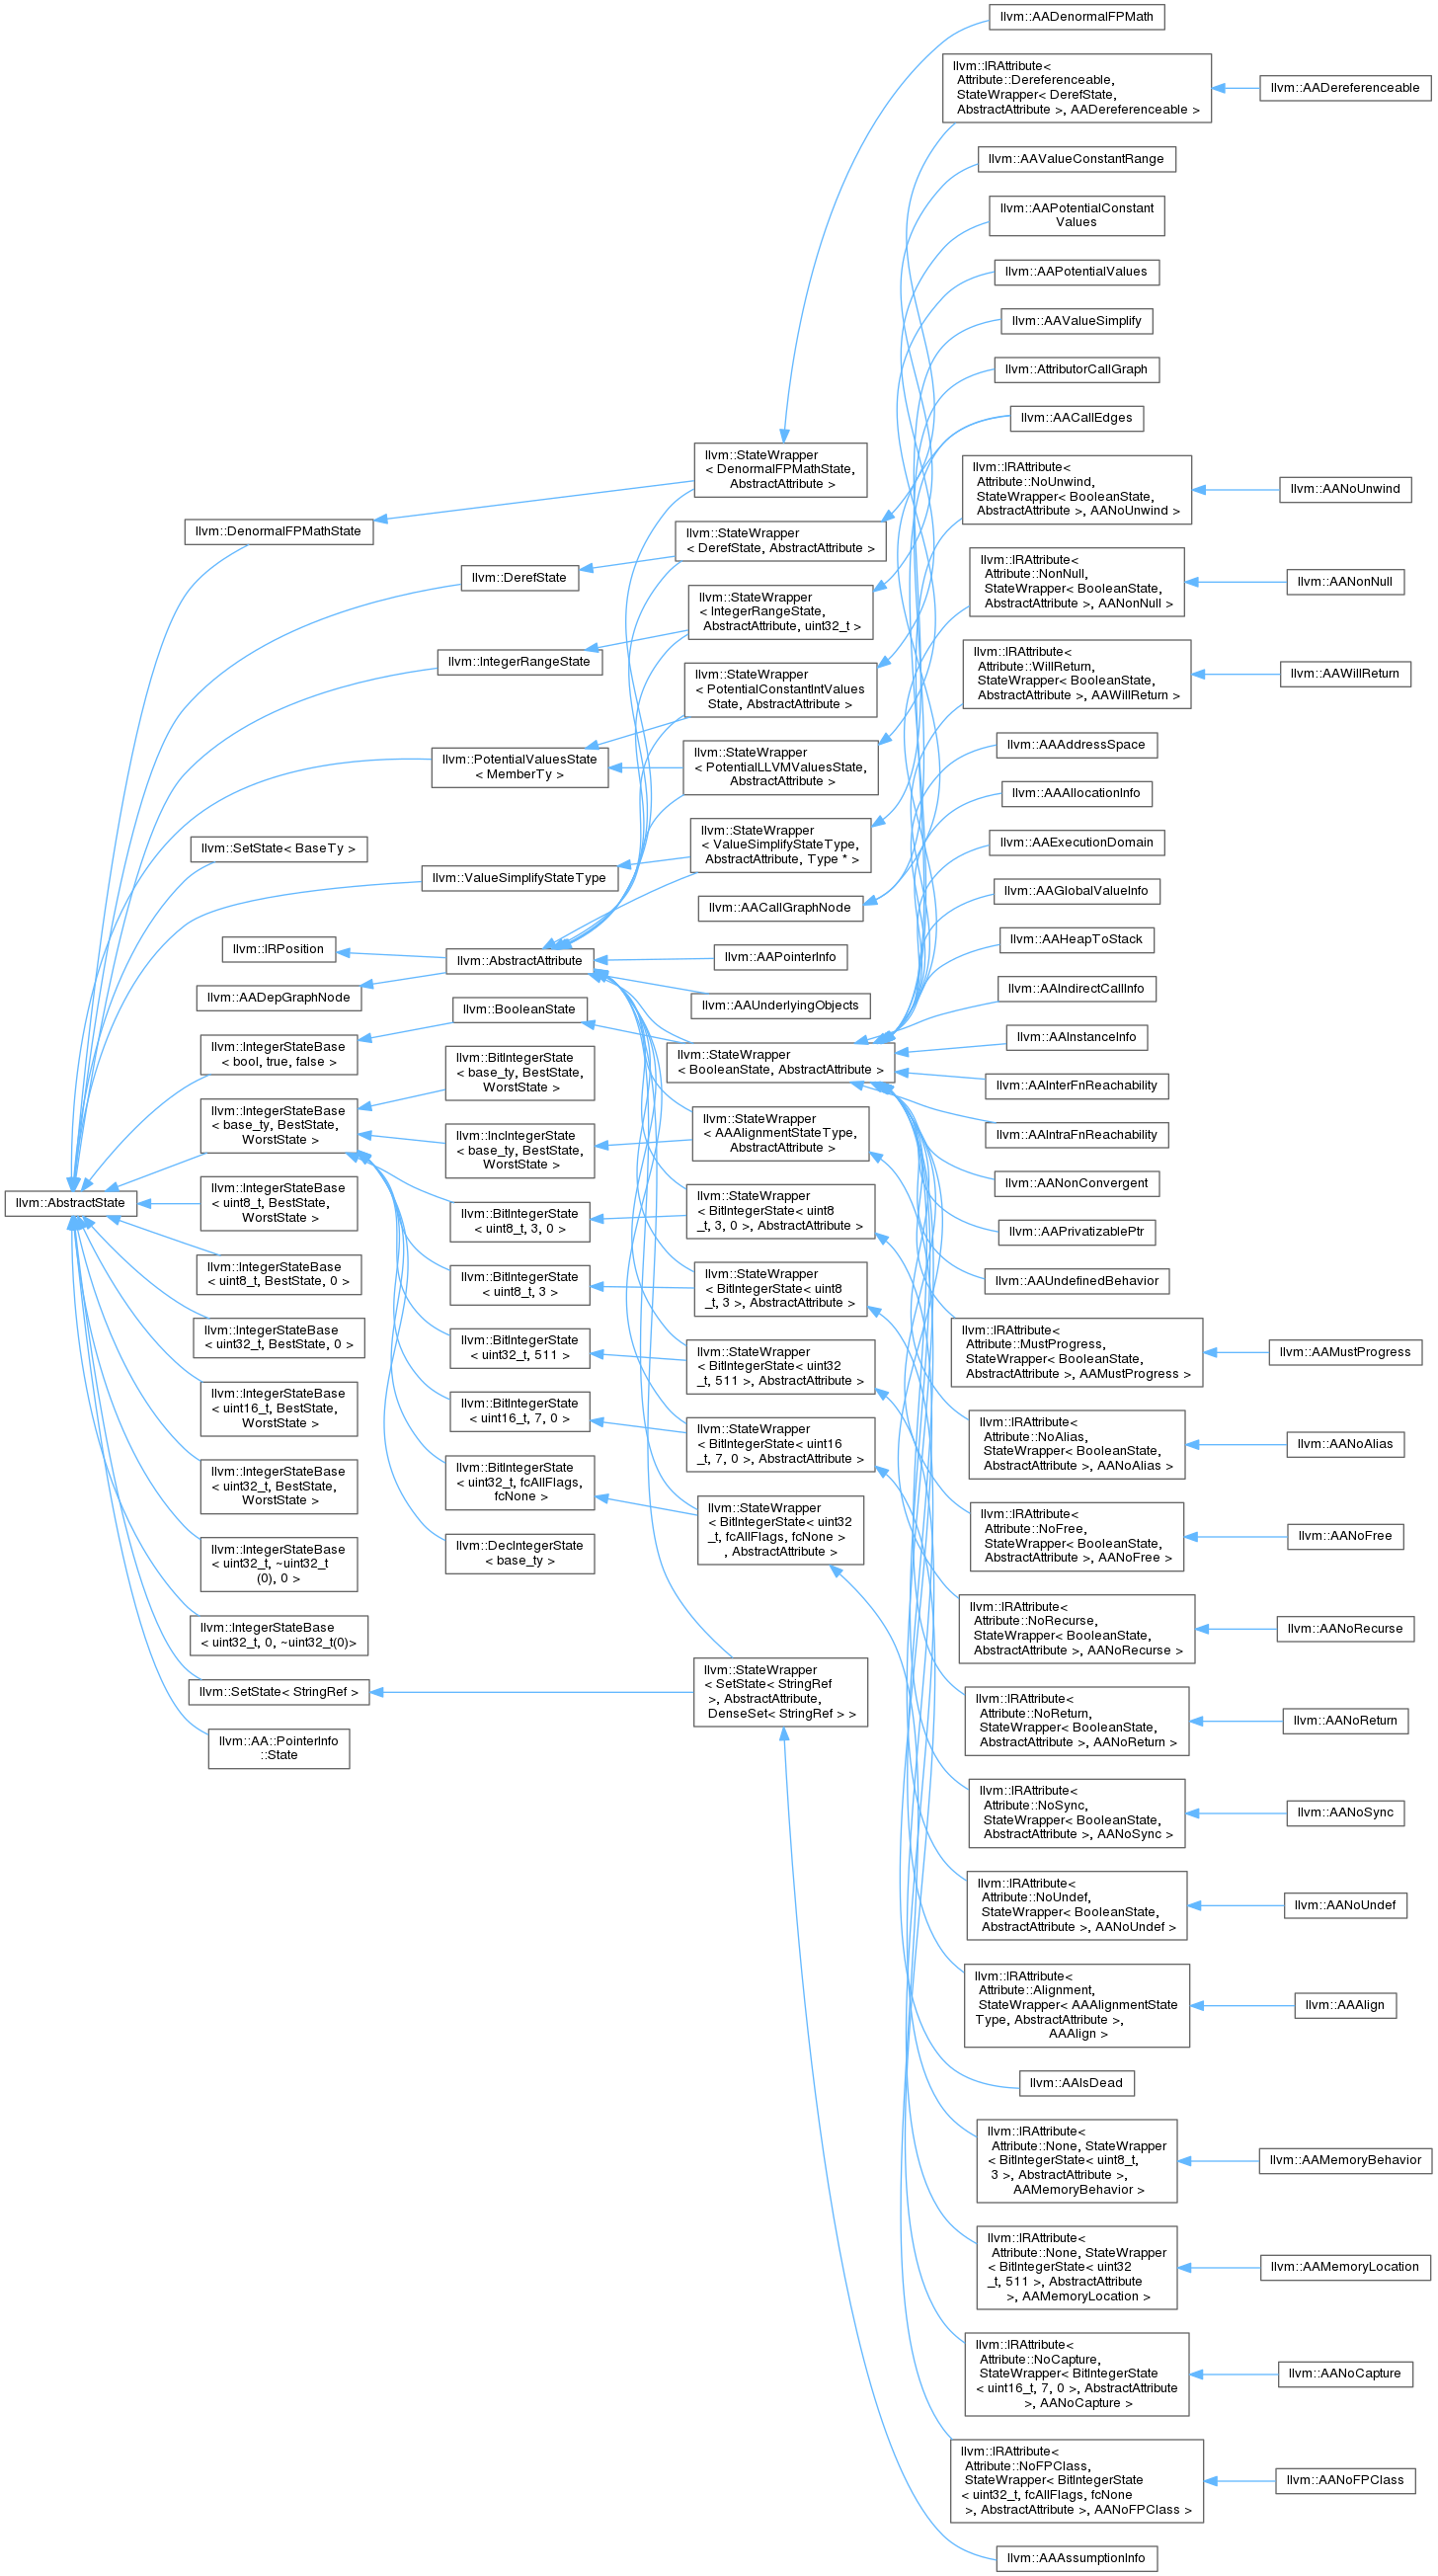 llvm::AADenormalFPMath
llvm::IRAttribute<
Attribute::Dereferenceable,
StateWrapper< DerefState,
AbstractAttribute >, AADereferenceable >
llvm::AADereferenceable
llvm::AAValueConstantRange
llvm::AAPotentialConstant
Values
llvm::AAPotentialValues
llvm::AAValueSimplify
llvm::AttributorCallGraph
llvm::AACallEdges
llvm::StateWrapper
< DenormalFPMathState,
AbstractAttribute >
llvm::IRAttribute<
Attribute::NoUnwind,
StateWrapper< BooleanState,
AbstractAttribute >, AANoUnwind >
llvm::AANoUnwind
llvm::DenormalFPMathState
llvm::StateWrapper
< DerefState, AbstractAttribute >
llvm::DerefState
llvm::IRAttribute<
Attribute::NonNull,
StateWrapper< BooleanState,
AbstractAttribute >, AANonNull >
llvm::AANonNull
llvm::StateWrapper
< IntegerRangeState,
AbstractAttribute, uint32_t >
llvm::IntegerRangeState
llvm::IRAttribute<
Attribute::WillReturn,
StateWrapper< BooleanState,
AbstractAttribute >, AAWillReturn >
llvm::AAWillReturn
llvm::StateWrapper
< PotentialConstantIntValues
State, AbstractAttribute >
llvm::PotentialValuesState
< MemberTy >
llvm::StateWrapper
< PotentialLLVMValuesState,
AbstractAttribute >
llvm::AAAddressSpace
llvm::AAAllocationInfo
llvm::SetState< BaseTy >
llvm::StateWrapper
< ValueSimplifyStateType,
AbstractAttribute, Type * >
llvm::AAExecutionDomain
llvm::ValueSimplifyStateType
llvm::AAGlobalValueInfo
llvm::AACallGraphNode
llvm::AAHeapToStack
llvm::IRPosition
llvm::AbstractAttribute
llvm::AAPointerInfo
llvm::AADepGraphNode
llvm::AAUnderlyingObjects
llvm::AAIndirectCallInfo
llvm::BooleanState
llvm::AAInstanceInfo
llvm::IntegerStateBase
< bool, true, false >
llvm::StateWrapper
< BooleanState, AbstractAttribute >
llvm::BitIntegerState
< base_ty, BestState,
WorstState >
llvm::AAInterFnReachability
llvm::IntegerStateBase
< base_ty, BestState,
WorstState >
llvm::IncIntegerState
< base_ty, BestState,
WorstState >
llvm::StateWrapper
< AAAlignmentStateType,
AbstractAttribute >
llvm::AAIntraFnReachability
llvm::AANonConvergent
llvm::AbstractState
llvm::IntegerStateBase
< uint8_t, BestState,
WorstState >
llvm::BitIntegerState
< uint8_t, 3, 0 >
llvm::StateWrapper
< BitIntegerState< uint8
_t, 3, 0 >, AbstractAttribute >
llvm::AAPrivatizablePtr
llvm::IntegerStateBase
< uint8_t, BestState, 0 >
llvm::BitIntegerState
< uint8_t, 3 >
llvm::StateWrapper
< BitIntegerState< uint8
_t, 3 >, AbstractAttribute >
llvm::AAUndefinedBehavior
llvm::IntegerStateBase
< uint32_t, BestState, 0 >
llvm::BitIntegerState
< uint32_t, 511 >
llvm::StateWrapper
< BitIntegerState< uint32
_t, 511 >, AbstractAttribute >
llvm::IRAttribute<
Attribute::MustProgress,
StateWrapper< BooleanState,
AbstractAttribute >, AAMustProgress >
llvm::AAMustProgress
llvm::IntegerStateBase
< uint16_t, BestState,
WorstState >
llvm::BitIntegerState
< uint16_t, 7, 0 >
llvm::StateWrapper
< BitIntegerState< uint16
_t, 7, 0 >, AbstractAttribute >
llvm::IRAttribute<
Attribute::NoAlias,
StateWrapper< BooleanState,
AbstractAttribute >, AANoAlias >
llvm::AANoAlias
llvm::IntegerStateBase
< uint32_t, BestState,
WorstState >
llvm::BitIntegerState
< uint32_t, fcAllFlags,
fcNone >
llvm::StateWrapper
< BitIntegerState< uint32
_t, fcAllFlags, fcNone >
, AbstractAttribute >
llvm::IRAttribute<
Attribute::NoFree,
StateWrapper< BooleanState,
AbstractAttribute >, AANoFree >
llvm::AANoFree
llvm::IntegerStateBase
< uint32_t, ~uint32_t
(0), 0 >
llvm::DecIntegerState
< base_ty >
llvm::IRAttribute<
Attribute::NoRecurse,
StateWrapper< BooleanState,
AbstractAttribute >, AANoRecurse >
llvm::AANoRecurse
llvm::IntegerStateBase
< uint32_t, 0, ~uint32_t(0)>
llvm::SetState< StringRef >
llvm::StateWrapper
< SetState< StringRef
>, AbstractAttribute,
DenseSet< StringRef > >
llvm::IRAttribute<
Attribute::NoReturn,
StateWrapper< BooleanState,
AbstractAttribute >, AANoReturn >
llvm::AANoReturn
llvm::AA::PointerInfo
::State
llvm::IRAttribute<
Attribute::NoSync,
StateWrapper< BooleanState,
AbstractAttribute >, AANoSync >
llvm::AANoSync
llvm::IRAttribute<
Attribute::NoUndef,
StateWrapper< BooleanState,
AbstractAttribute >, AANoUndef >
llvm::AANoUndef
llvm::IRAttribute<
Attribute::Alignment,
StateWrapper< AAAlignmentState
Type, AbstractAttribute >,
AAAlign >
llvm::AAAlign
llvm::AAIsDead
llvm::IRAttribute<
Attribute::None, StateWrapper
< BitIntegerState< uint8_t,
3 >, AbstractAttribute >,
AAMemoryBehavior >
llvm::AAMemoryBehavior
llvm::IRAttribute<
Attribute::None, StateWrapper
< BitIntegerState< uint32
_t, 511 >, AbstractAttribute
>, AAMemoryLocation >
llvm::AAMemoryLocation
llvm::IRAttribute<
Attribute::NoCapture,
StateWrapper< BitIntegerState
< uint16_t, 7, 0 >, AbstractAttribute
>, AANoCapture >
llvm::AANoCapture
llvm::IRAttribute<
Attribute::NoFPClass,
StateWrapper< BitIntegerState
< uint32_t, fcAllFlags, fcNone
>, AbstractAttribute >, AANoFPClass >
llvm::AANoFPClass
llvm::AAAssumptionInfo